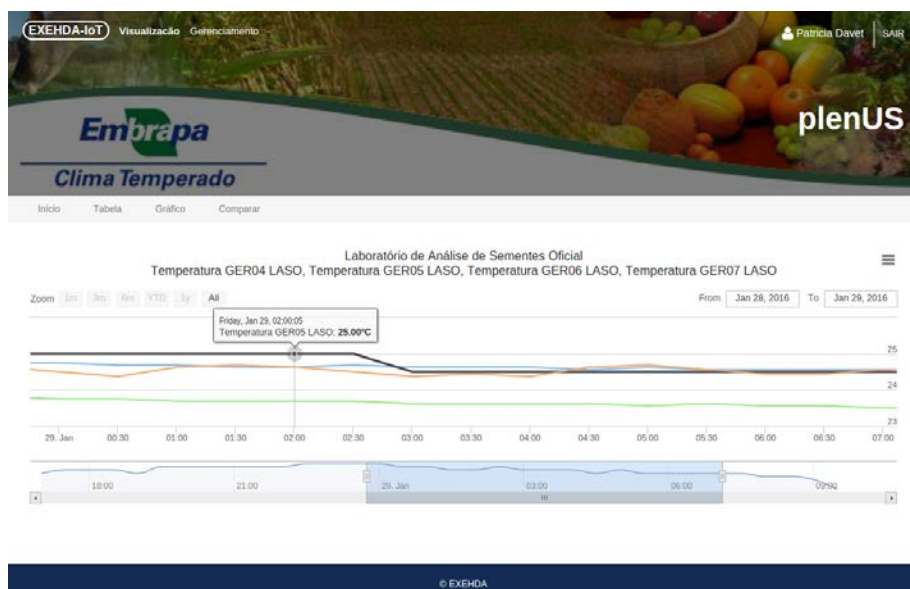 EXEHDA-IoT Visualizacão Gerenciamento Patricia Davet SAIR
plenUS
Embrapa
Clima Temperado
Início Tabela Gráfico Comparar
Laboratório de Análise de Sementes Oficial
Temperatura GER04 LASO, Temperatura GER05 LASO, Temperatura GER06 LASO, Temperatura GER07 LASO
Zoom 1m 3m 6m YTD 1y All From Jan 28, 2016 To Jan 29, 2016
Friday, Jan 29, 02:00:05
Temperatura GER05 LASO: 25.00°C
25
24
23
29. Jan 00:30 01:00 01:30 02:00 02:30 03:00 03:30 04:00 04:30 05:00 05:30 06:00 06:30 07:00
18:00 21:00 29. Jan 03:00 06:00 09:00
© EXEHDA